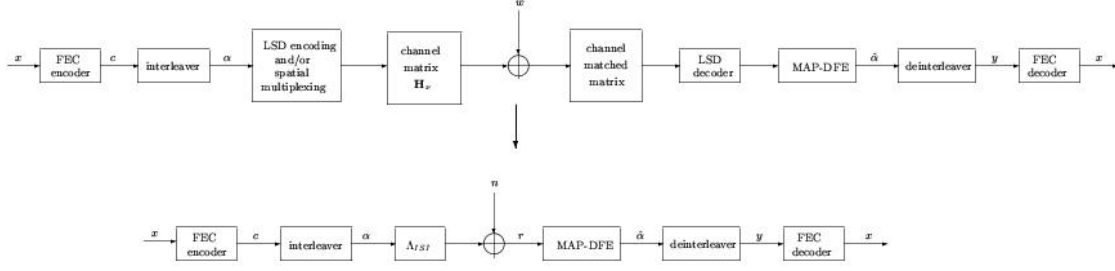 w
x
FEC
encoder
c
interleaver
α
LSD encoding
and/or
spatial
multiplexing
channel
matrix
H_ν
channel
matched
matrix
LSD
decoder
MAP-DFE
α̂
deinterleaver
y
FEC
decoder
x
n
x
FEC
encoder
c
interleaver
α
Λ_ISI
r
MAP-DFE
α̂
deinterleaver
y
FEC
decoder
x